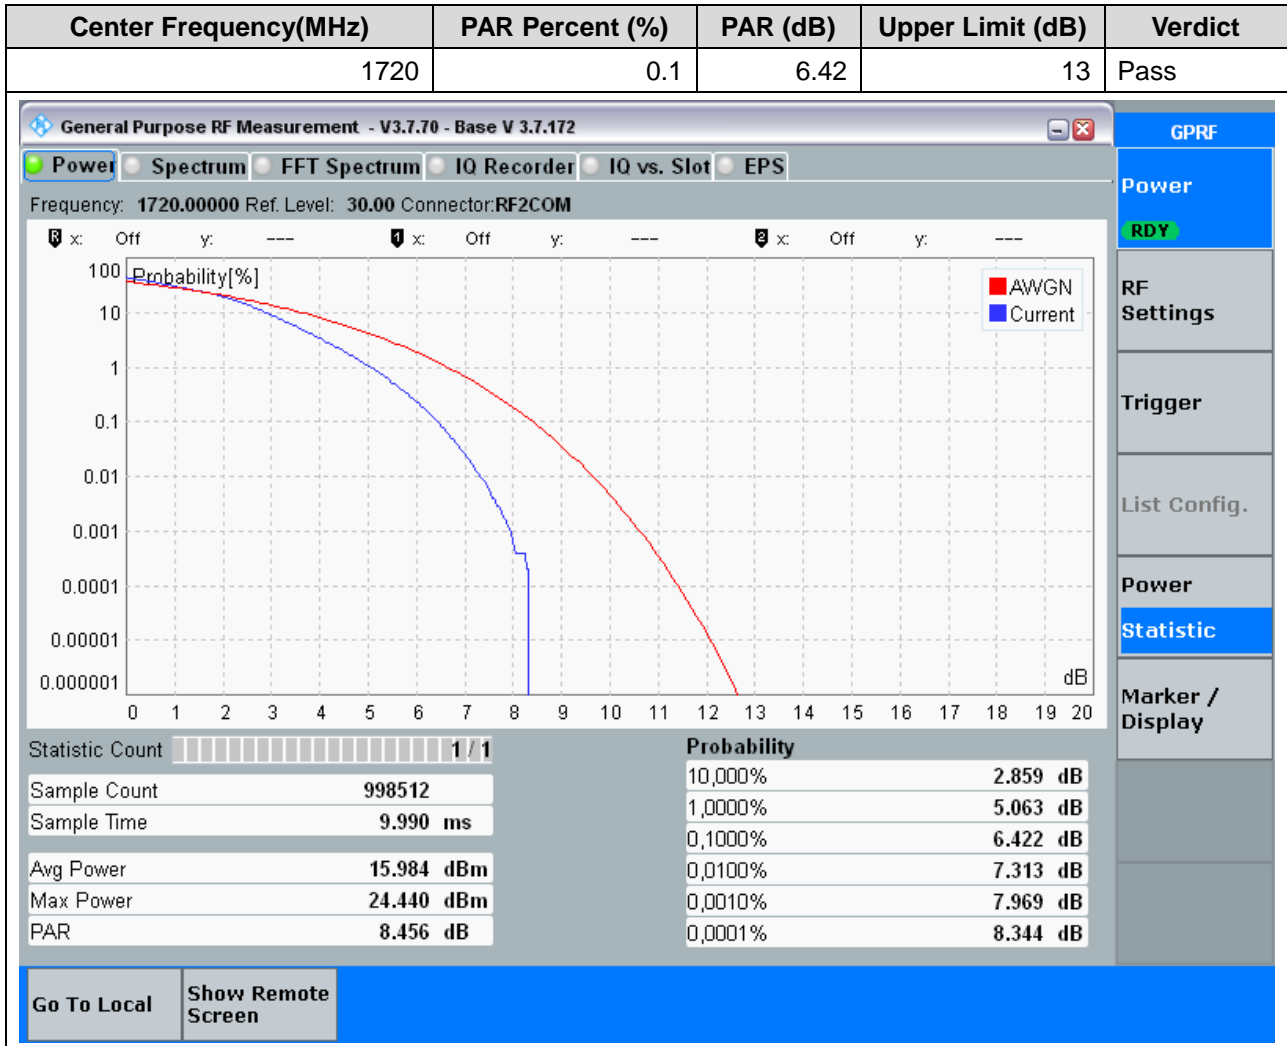 Center Frequency(MHz) PAR Percent (%) PAR (dB) Upper Limit (dB) Verdict
1720 0.1 6.42 13 Pass
General Purpose RF Measurement - V3.7.70 - Base V 3.7.172
GPRF
Power Spectrum FFT Spectrum IQ Recorder IQ vs. Slot EPS
Frequency: 1720.00000 Ref. Level: 30.00 Connector:RF2COM
R x: Off y: --- 1 x: Off y: --- 2 x: Off y: ---
Probability[%]
AWGN
Current
100
10
1
0.1
0.01
0.001
0.0001
0.00001
0.000001
dB
0 1 2 3 4 5 6 7 8 9 10 11 12 13 14 15 16 17 18 19 20
Statistic Count 1 / 1
Sample Count 998512
Sample Time 9.990 ms
Avg Power 15.984 dBm
Max Power 24.440 dBm
PAR 8.456 dB
Probability
10,000% 2.859 dB
1,0000% 5.063 dB
0,1000% 6.422 dB
0,0100% 7.313 dB
0,0010% 7.969 dB
0,0001% 8.344 dB
Power
RDY
RF
Settings
Trigger
List Config.
Power
Statistic
Marker /
Display
Go To Local
Show Remote
Screen